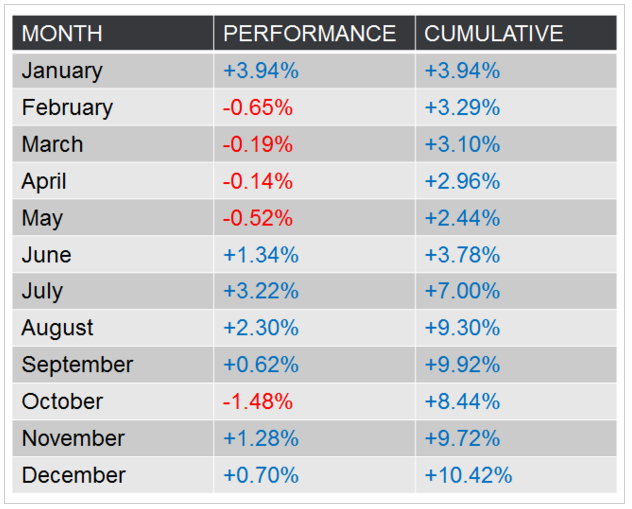 MONTH PERFORMANCE CUMULATIVE
January +3.94% +3.94%
February -0.65% +3.29%
March -0.19% +3.10%
April -0.14% +2.96%
May -0.52% +2.44%
June +1.34% +3.78%
July +3.22% +7.00%
August +2.30% +9.30%
September +0.62% +9.92%
October -1.48% +8.44%
November +1.28% +9.72%
December +0.70% +10.42%